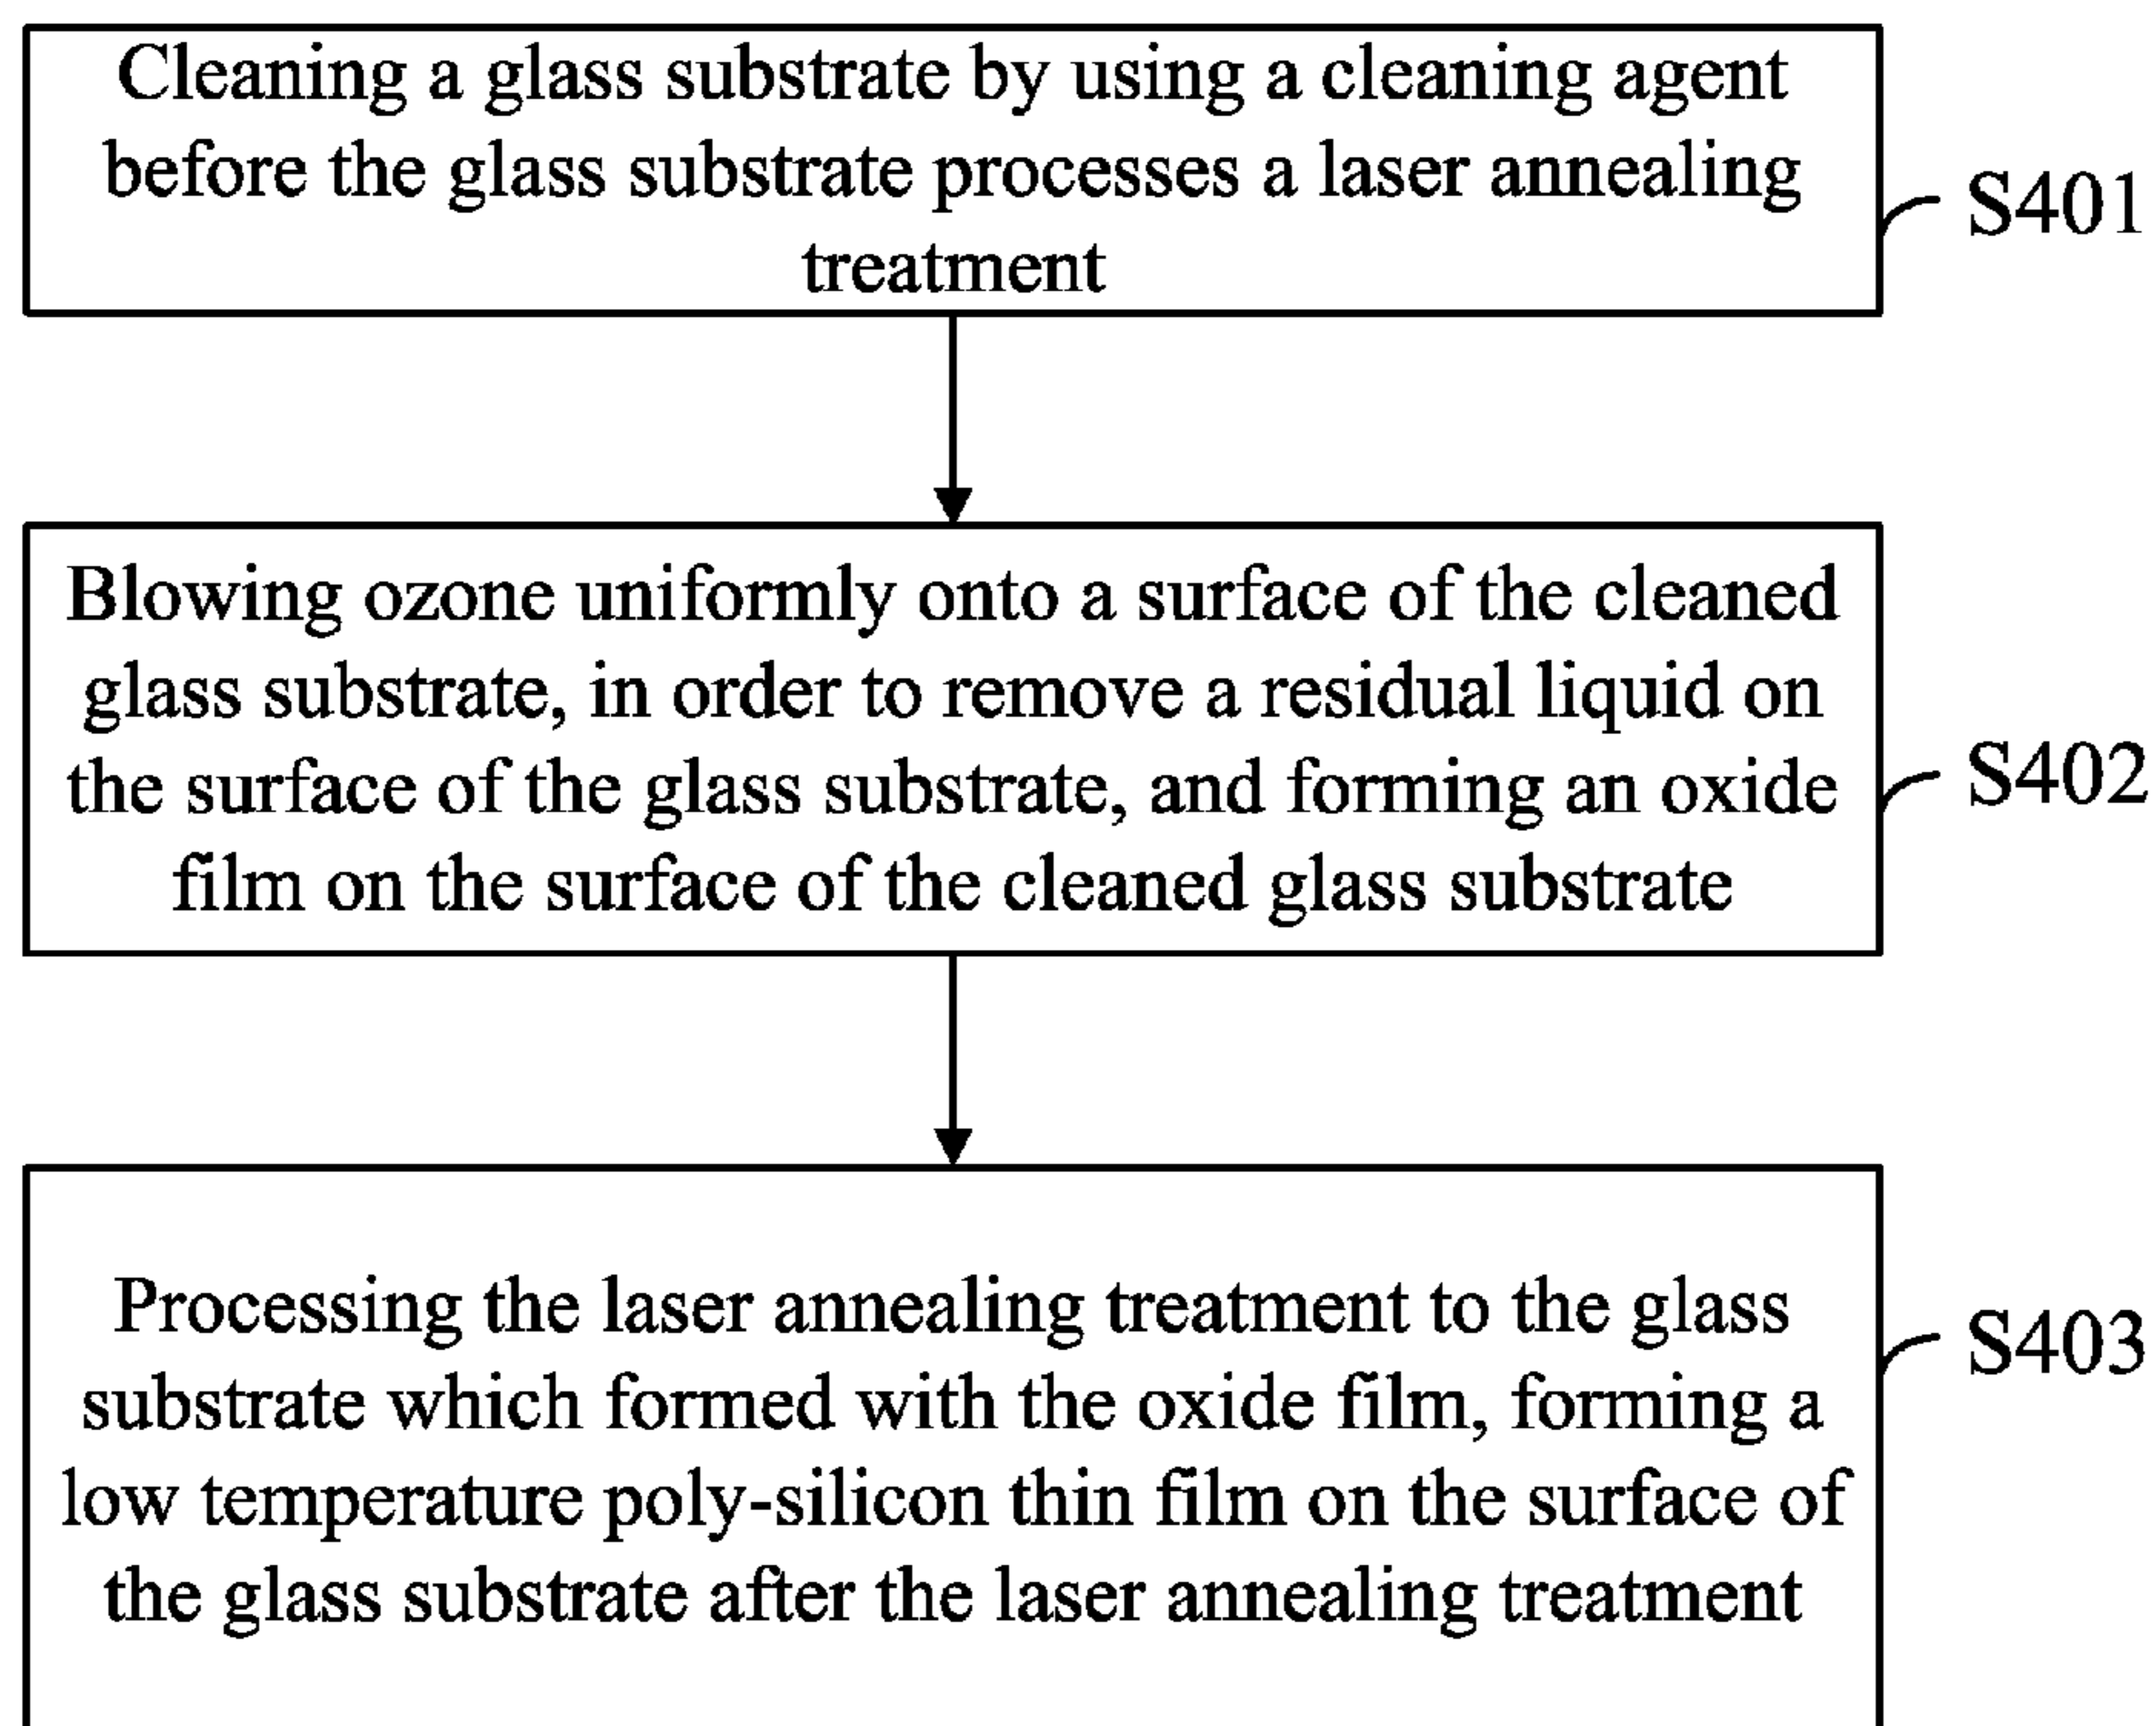 Cleaning a glass substrate by using a cleaning agent
before the glass substrate processes a laser annealing
treatment
S401
Blowing ozone uniformly onto a surface of the cleaned
glass substrate, in order to remove a residual liquid on
the surface of the glass substrate, and forming an oxide
film on the surface of the cleaned glass substrate
S402
Processing the laser annealing treatment to the glass
substrate which formed with the oxide film, forming a
low temperature poly-silicon thin film on the surface of
the glass substrate after the laser annealing treatment
S403